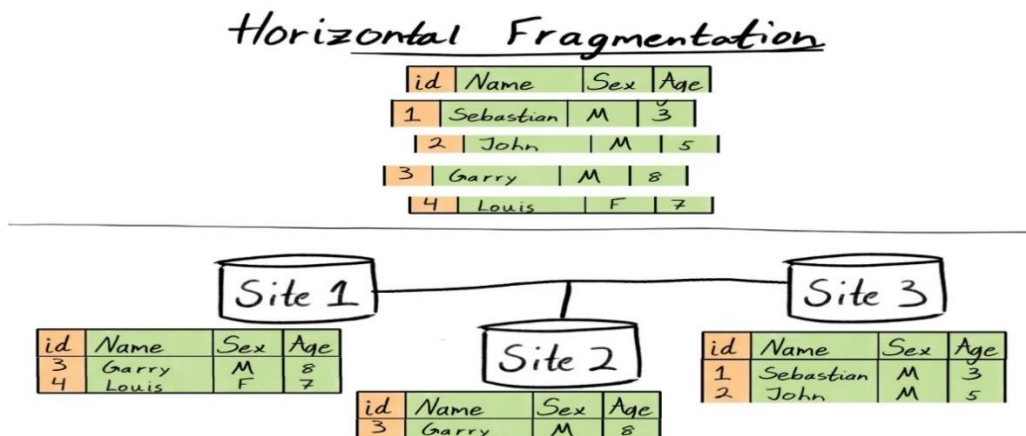 Horizontal Fragmentation
id Name Sex Age
1 Sebastian M 3
2 John M 5
3 Garry M 8
4 Louis F 7
Site 1
Site 2
Site 3
id Name Sex Age
3 Garry M 8
4 Louis F 7
id Name Sex Age
3 Garry M 8
id Name Sex Age
1 Sebastian M 3
2 John M 5